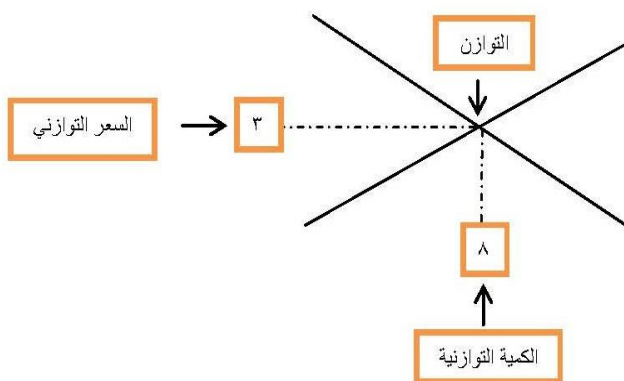 التوازن
السعر التوازني
٣
٨
الكمية التوازنية